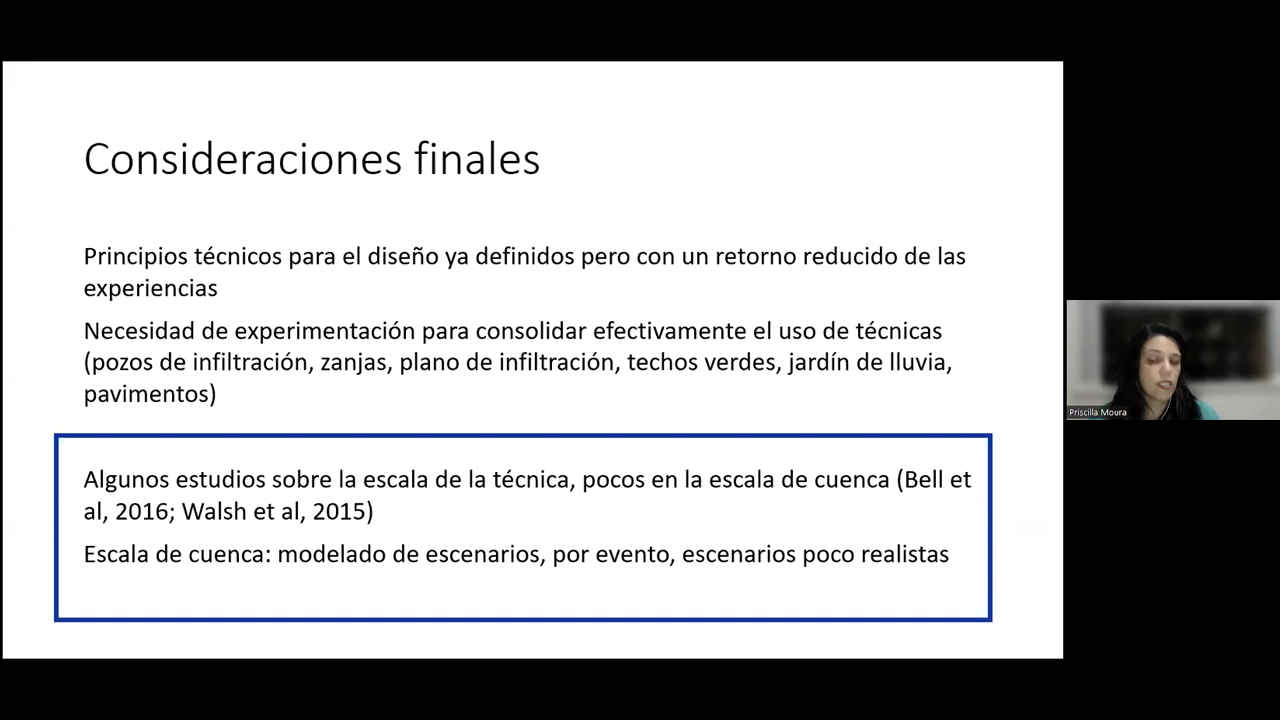 Consideraciones finales
Principios técnicos para el diseño ya definidos pero con un retorno reducido de las
experiencias
Necesidad de experimentación para consolidar efectivamente el uso de técnicas
(pozos de infiltración, zanjas, plano de infiltración, techos verdes, jardín de lluvia,
pavimentos)
Algunos estudios sobre la escala de la técnica, pocos en la escala de cuenca (Bell et
al, 2016; Walsh et al, 2015)
Escala de cuenca: modelado de escenarios, por evento, escenarios poco realistas
Priscilla Moura